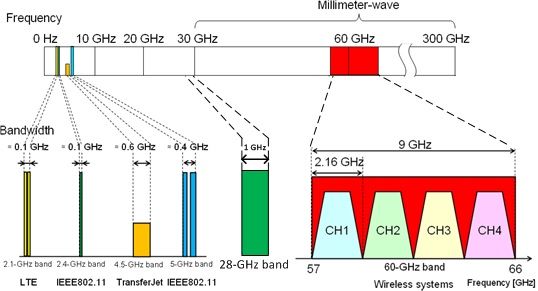 Frequency
Millimeter-wave
0 Hz 10 GHz 20 GHz 30 GHz 60 GHz 300 GHz
Bandwidth
≈ 0.1 GHz ≈ 0.1 GHz ≈ 0.6 GHz ≈ 0.4 GHz
1 GHz
9 GHz
2.16 GHz
CH1 CH2 CH3 CH4
2.1-GHz band 2.4-GHz band 4.5-GHz band 5-GHz band 28-GHz band
57 60-GHz band 66
LTE IEEE802.11 TransferJet IEEE802.11 Wireless systems Frequency [GHz]